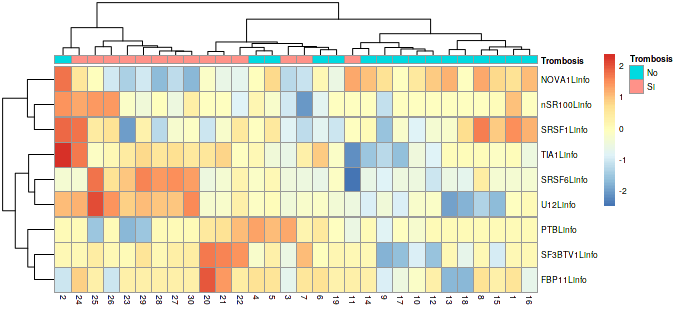 Trombosis
NOVA1Linfo
nSR100Linfo
SRSF1Linfo
TIA1Linfo
SRSF6Linfo
U12Linfo
PTBLinfo
SF3BTV1Linfo
FBP11Linfo
2 24 25 26 23 29 28 27 30 20 21 22 4 5 3 7 6 19 11 14 9 17 10 12 13 18 8 15 1 16
2
1
0
-1
-2
Trombosis
No
SI